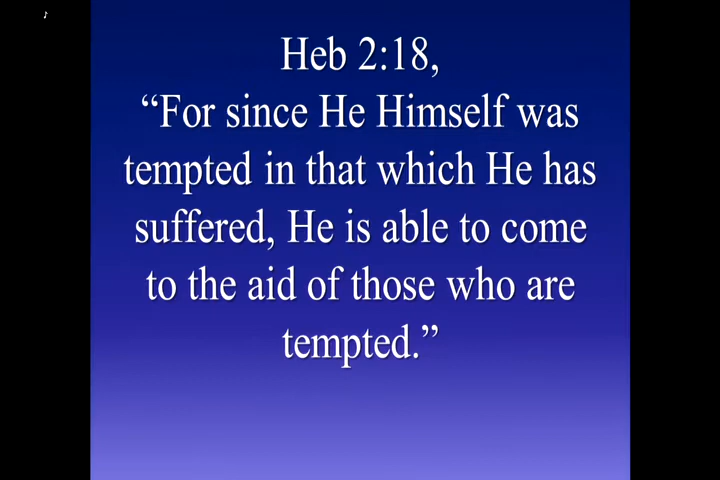 ♪
Heb 2:18,
“For since He Himself was
tempted in that which He has
suffered, He is able to come
to the aid of those who are
tempted.”